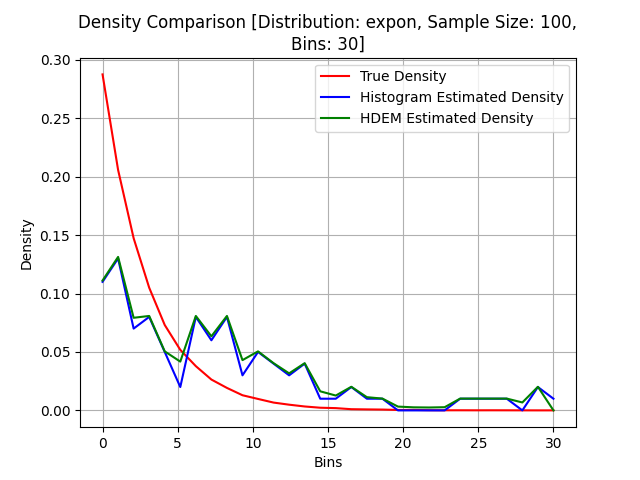 Density Comparison [Distribution: expon, Sample Size: 100,
Bins: 30]
True Density
Histogram Estimated Density
HDEM Estimated Density
Density
0.30
0.25
0.20
0.15
0.10
0.05
0.00
0 5 10 15 20 25 30
Bins